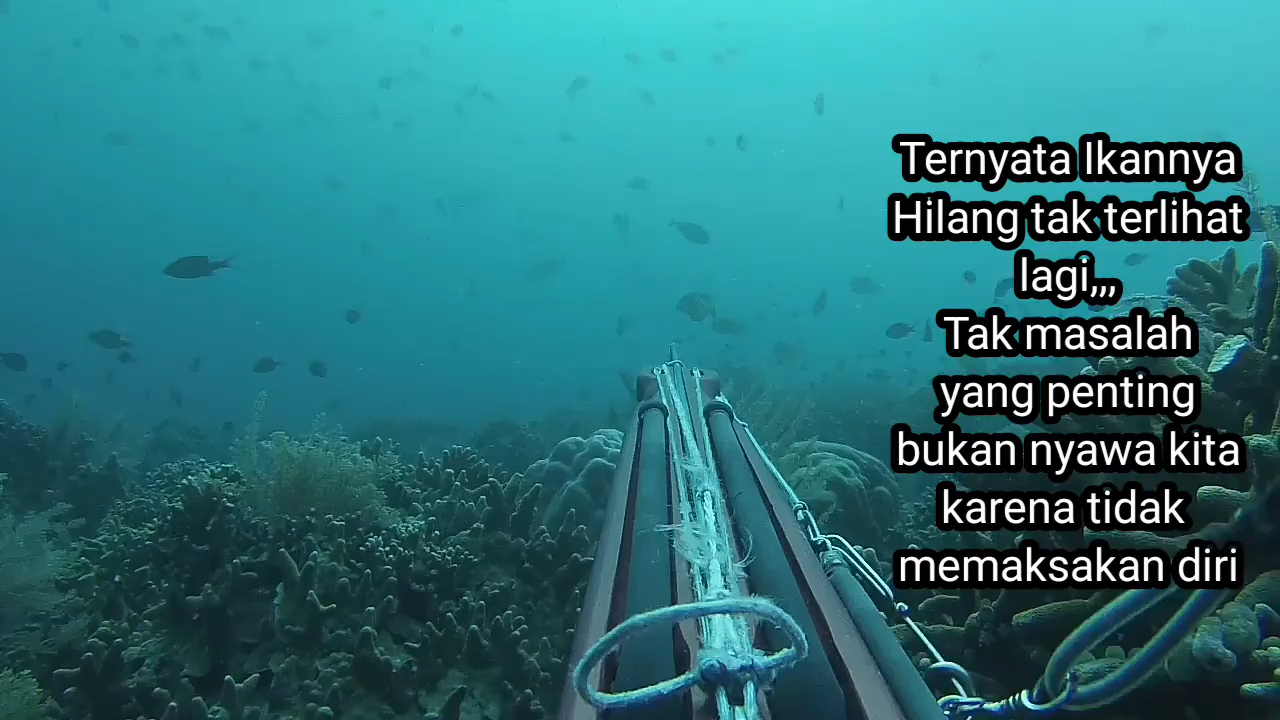 Ternyata Ikannya
Hilang tak terlihat
lagi,,,
Tak masalah
yang penting
bukan nyawa kita
karena tidak
memaksakan diri